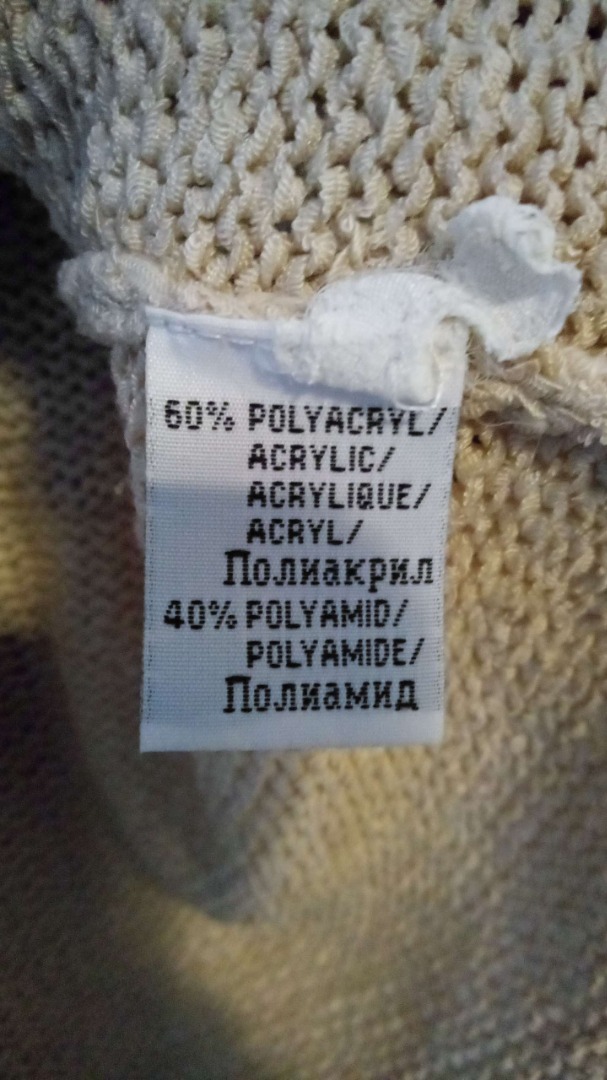 60% POLYACRYL/
ACRYLIC/
ACRYLIQUE/
ACRYL/
Полиакрил
40% POLYAMID/
POLYAMIDE/
Полиамид